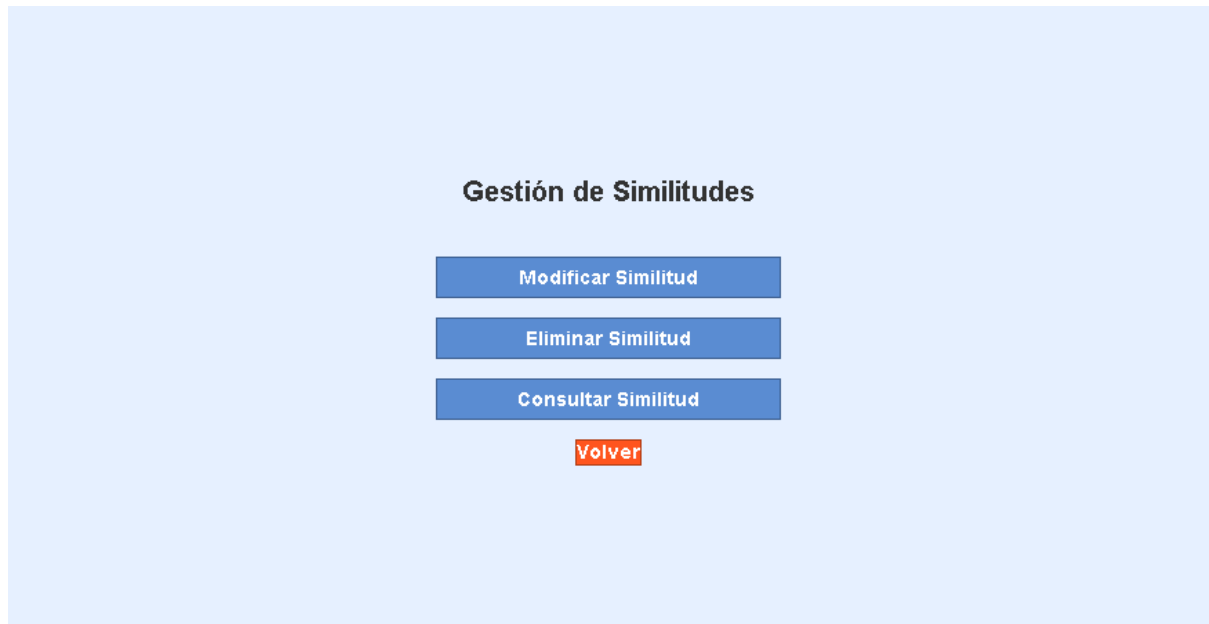 Gestión de Similitudes
Modificar Similitud
Eliminar Similitud
Consultar Similitud
Volver